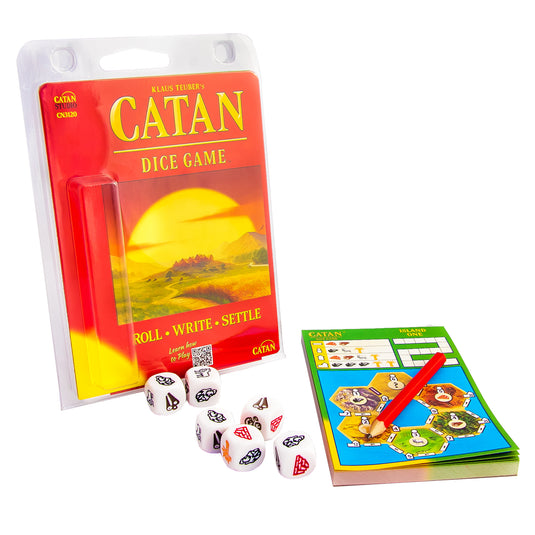 CATAN
STUDIO
CN3120
KLAUS TEUBER's
CATAN
DICE GAME
ROLL • WRITE • SETTLE
Learn how
to Play
CATAN
CATAN
ISLAND
ONE